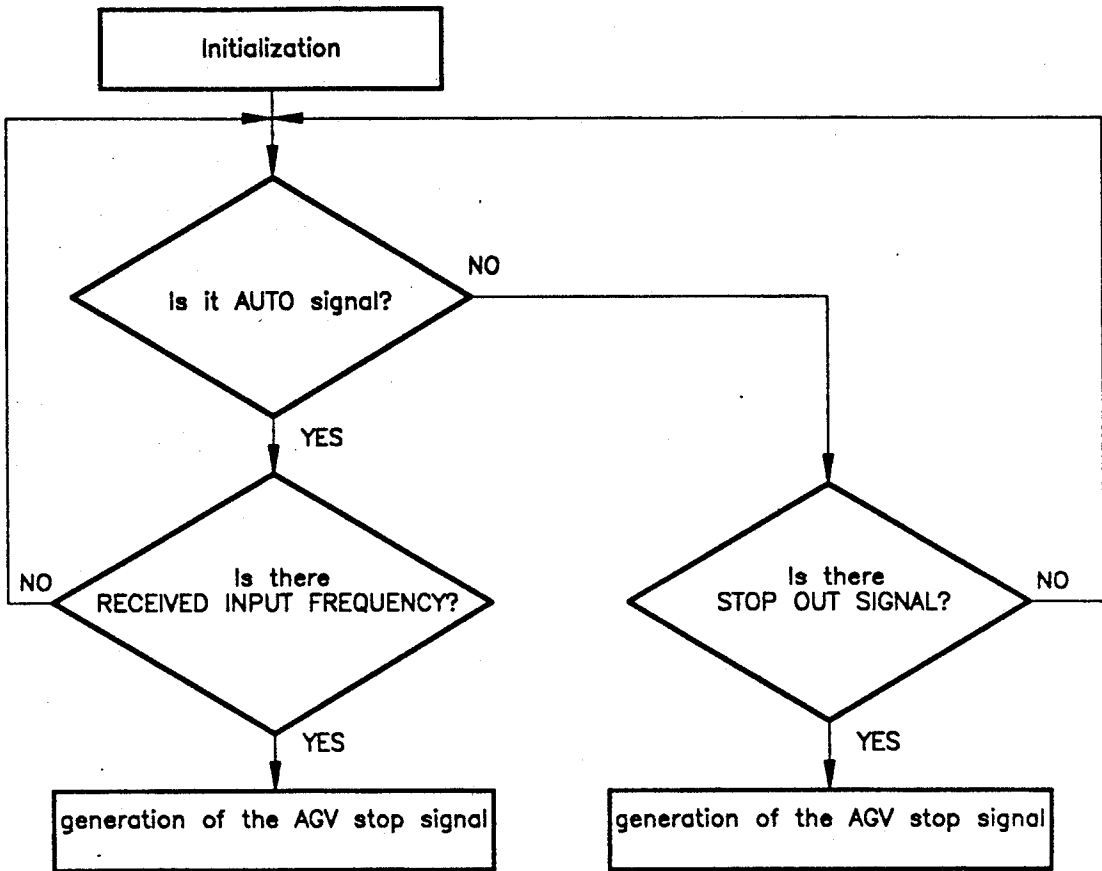 Initialization
NO
Is it AUTO signal?
YES
NO
Is there
RECEIVED INPUT FREQUENCY?
YES
generation of the AGV stop signal
Is there
STOP OUT SIGNAL?
NO
YES
generation of the AGV stop signal